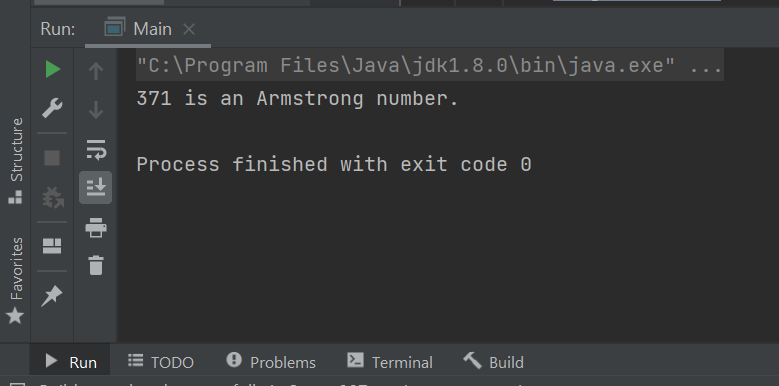 Run: Main
"C:\Program Files\Java\jdk1.8.0\bin\java.exe" ...
371 is an Armstrong number.
Process finished with exit code 0
Structure
Favorites
Run TODO Problems Terminal Build